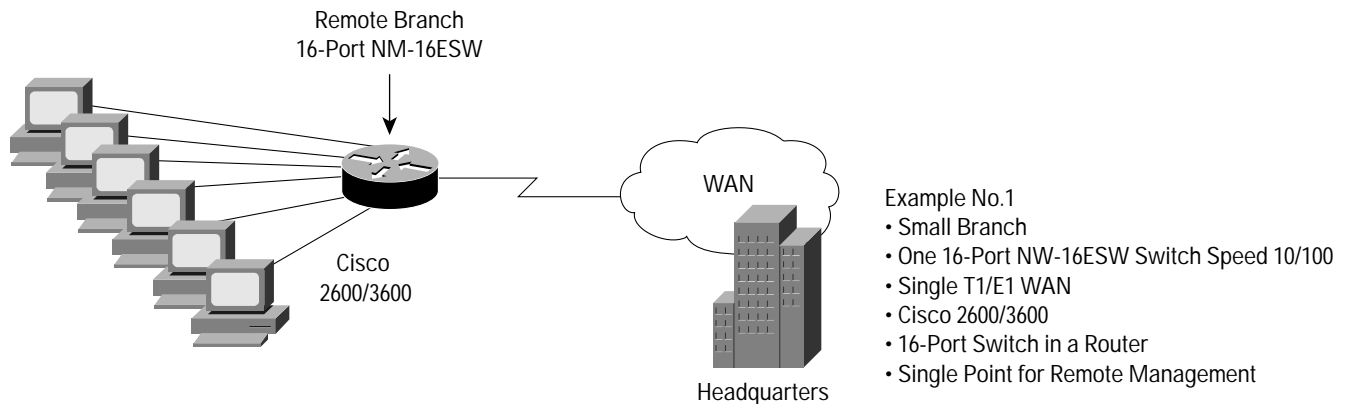 Remote Branch
16-Port NM-16ESW
Cisco
2600/3600
WAN
Headquarters
Example No.1
• Small Branch
• One 16-Port NW-16ESW Switch Speed 10/100
• Single T1/E1 WAN
• Cisco 2600/3600
• 16-Port Switch in a Router
• Single Point for Remote Management